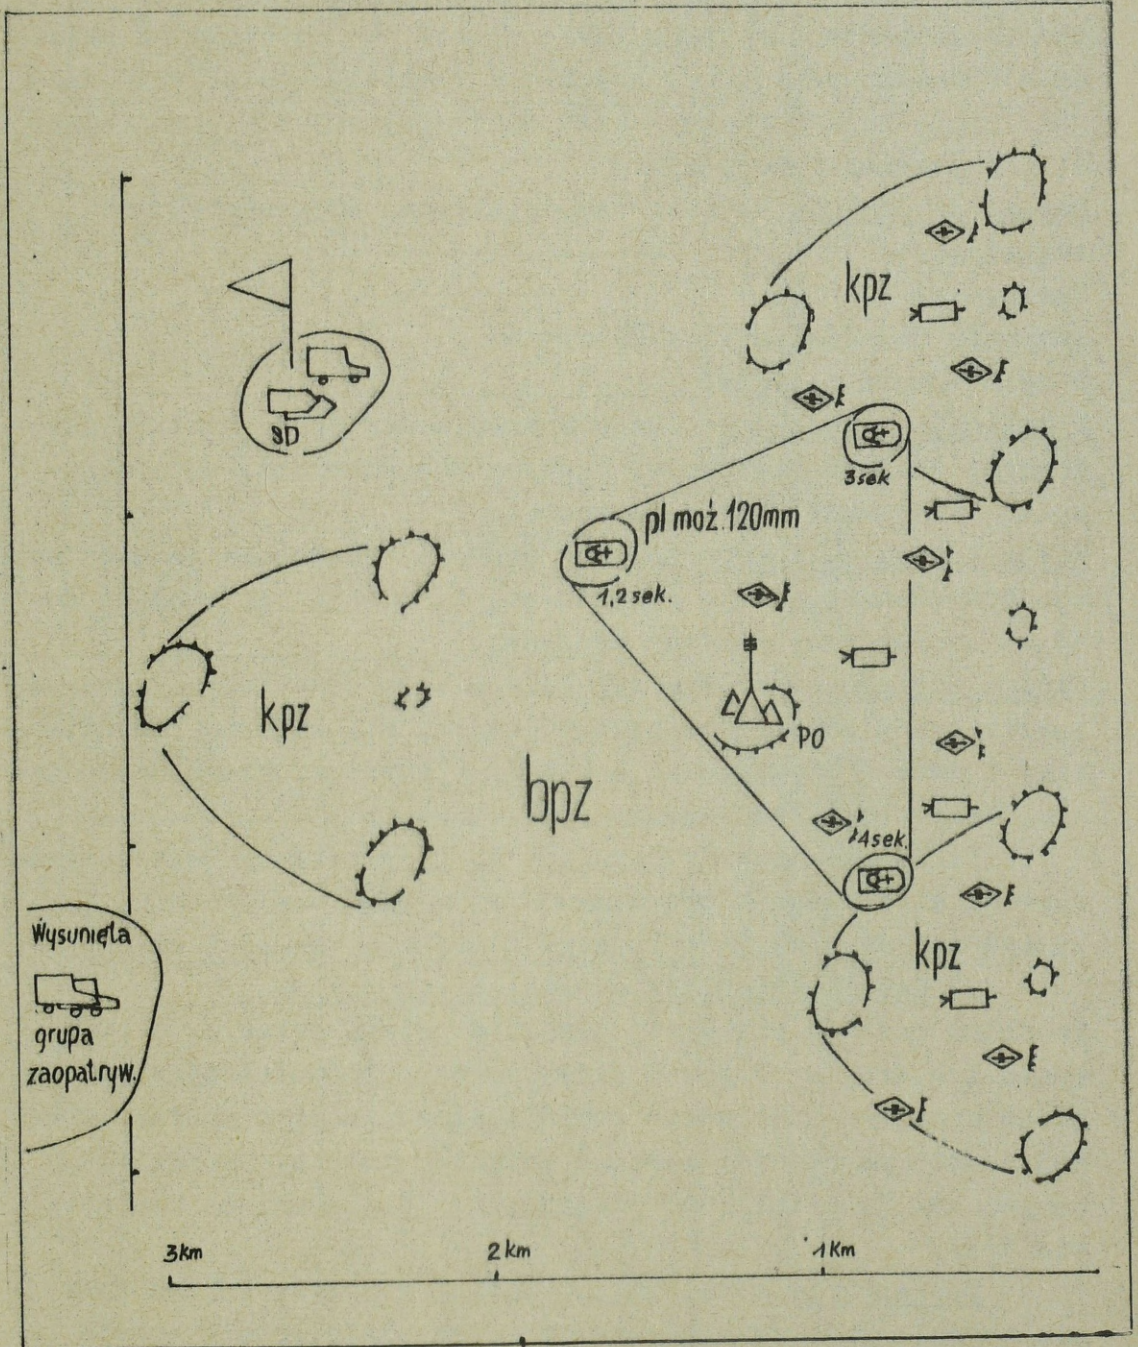 kpz
SD
3sek
pl moż.120mm
1,2 sek.
kpz
PO
bpz
4sek.
Wysunięta
grupa
zaopatryw.
kpz
3km
2 km
1Km